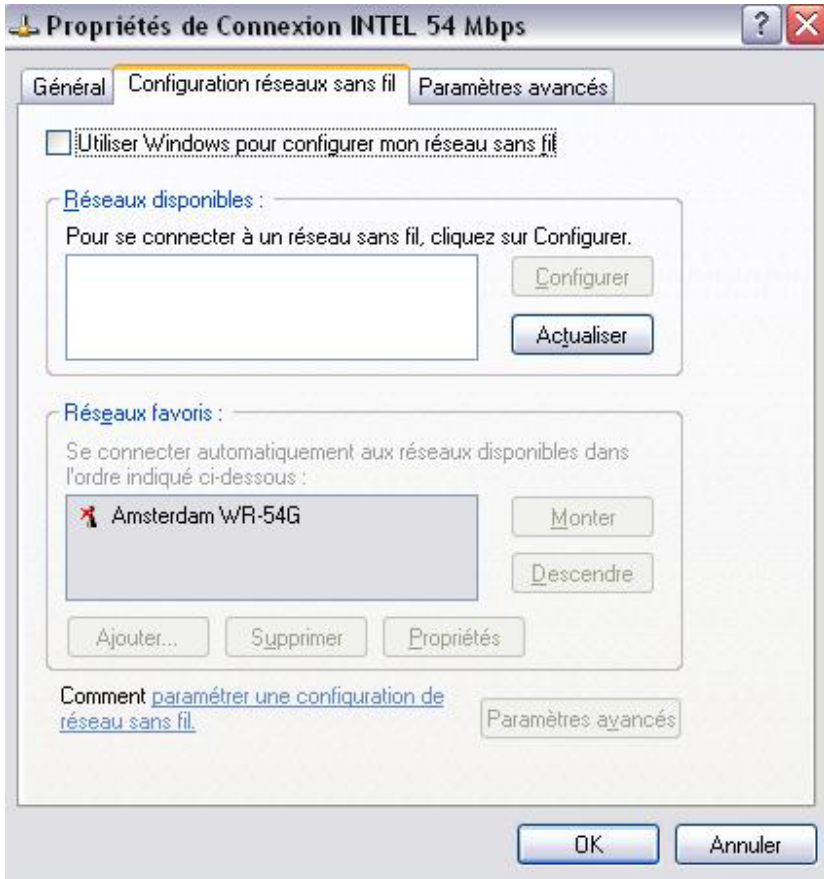 Propriétés de Connexion INTEL 54 Mbps
?
Général
Configuration réseaux sans fil
Paramètres avancés
Utiliser Windows pour configurer mon réseau sans fil
Réseaux disponibles :
Pour se connecter à un réseau sans fil, cliquez sur Configurer.
Configurer
Actualiser
Réseaux favoris :
Se connecter automatiquement aux réseaux disponibles dans
l'ordre indiqué ci-dessous :
Amsterdam WR-54G
Monter
Descendre
Ajouter...
Supprimer
Propriétés
Comment paramétrer une configuration de
réseau sans fil.
Paramètres avancés
OK
Annuler